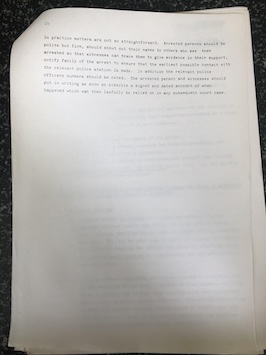 In practice matters are not so straightforward. Arrested persons should be
polite but firm, should shout out their names to others who see them
arrested so that witnesses can trace them to give evidence in their support,
notify family of the arrest to ensure that the earliest possible contact with
the relevant police station is made. In addition the relevant police
officers numbers should be noted. The arrested person and witnesses should
put in writing as soon as possible a signed and dated account of what
happened which can then lawfully be relied on in any subsequent court case.